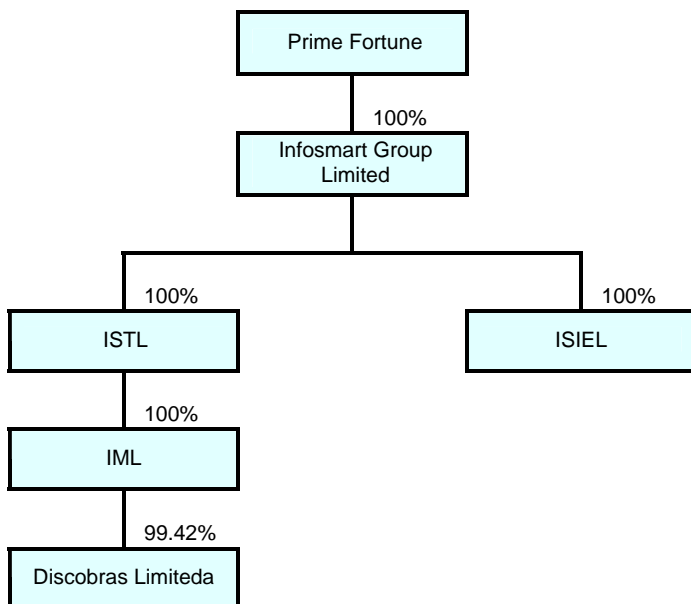 Prime Fortune
100%
Infosmart Group
Limited
100%
100%
ISTL
ISIEL
100%
IML
99.42%
Discobras Limiteda